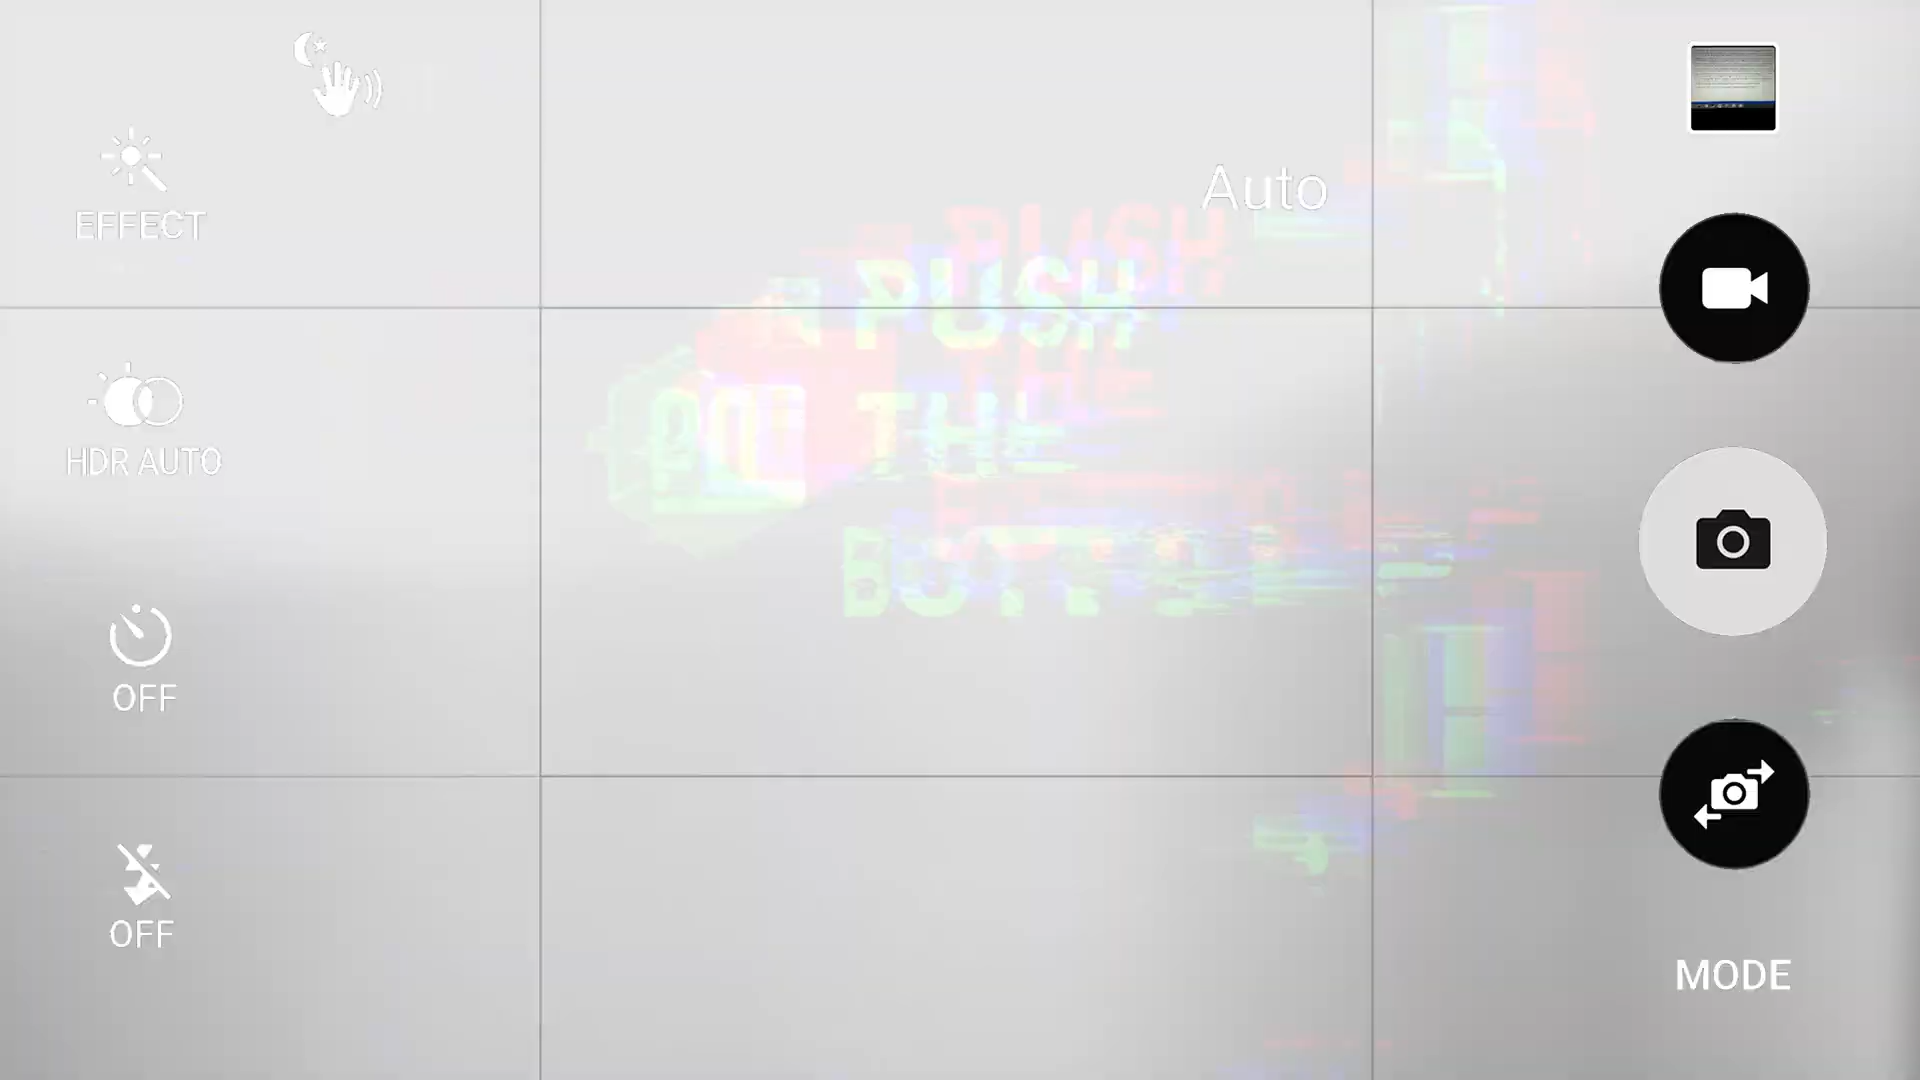 EFFECT
Auto
PUSH
THE
HDR AUTO
OFF
OFF
MODE